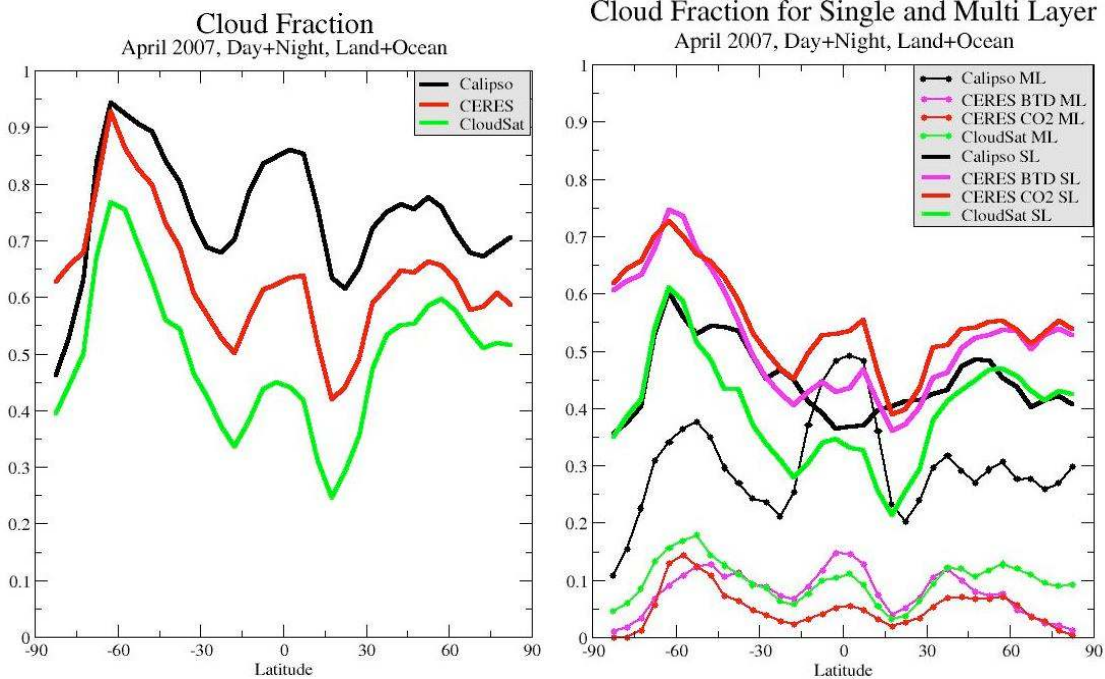 Cloud Fraction
April 2007, Day+Night, Land+Ocean
Calipso
CERES
CloudSat
1
0.9
0.8
0.7
0.6
0.5
0.4
0.3
0.2
0.1
0
-90
-60
-30
0
30
60
90
Latitude
Cloud Fraction for Single and Multi Layer
April 2007, Day+Night, Land+Ocean
Calipso ML
CERES BTD ML
CERES CO2 ML
CloudSat ML
Calipso SL
CERES BTD SL
CERES CO2 SL
CloudSat SL
1
0.9
0.8
0.7
0.6
0.5
0.4
0.3
0.2
0.1
0
-90
-60
-30
0
30
60
90
Latitude